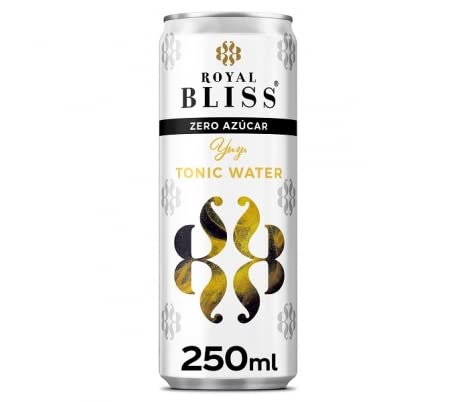 ROYAL
BLISS®
ZERO AZÚCAR
Yuzu
TONIC WATER
250ml